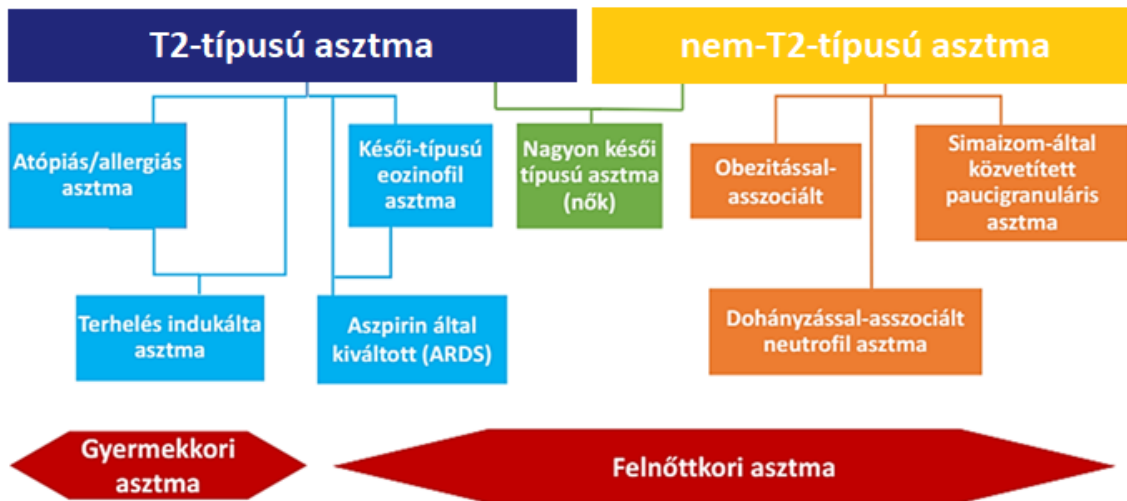 T2-típusú asztma
nem-T2-típusú asztma
Atópiás/allergiás
asztma
Késői-típusú
eozinofil
asztma
Nagyon késői
típusú asztma
(nők)
Obezitással-
asszociált
Simaizom-által
közvetített
paucigranuláris
asztma
Terhelés indukálta
asztma
Aszpirin által
kiváltott (ARDS)
Dohányzással-asszociált
neutrofil asztma
Gyermekkori
asztma
Felnőttkori asztma